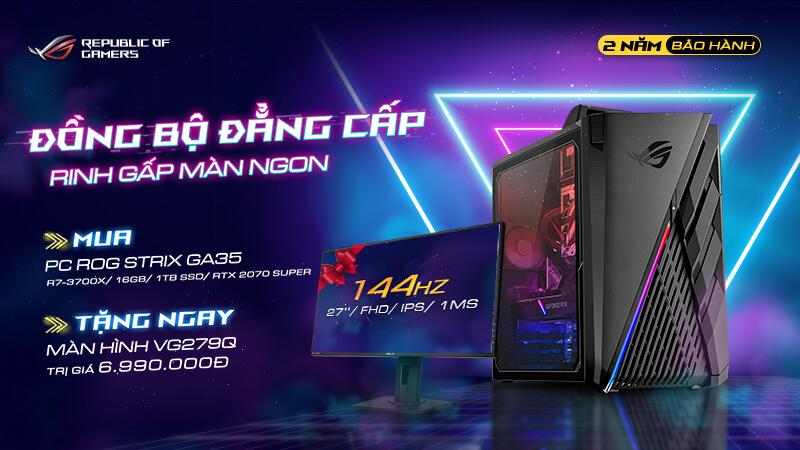 REPUBLIC OF
GAMERS
2 NĂM BẢO HÀNH
ĐỒNG BỘ ĐẲNG CẤP
RINH GẤP MÀN NGON
MUA
PC ROG STRIX GA35
R7-3700X/ 16GB/ 1TB SSD/ RTX 2070 SUPER
TẶNG NGAY
MÀN HÌNH VG279Q
TRỊ GIÁ 6.990.000Đ
144HZ
27''/ FHD/ IPS/ 1MS
GEFORCE RTX